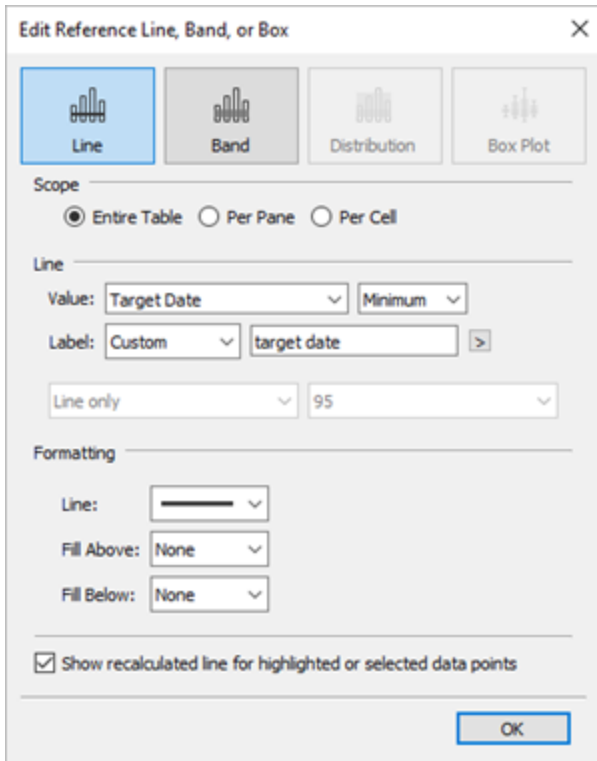 Edit Reference Line, Band, or Box
Line Band Distribution Box Plot
Scope
Entire Table Per Pane Per Cell
Line
Value: Target Date Minimum
Label: Custom target date >
Line only 95
Formatting
Line:
Fill Above: None
Fill Below: None
Show recalculated line for highlighted or selected data points
OK